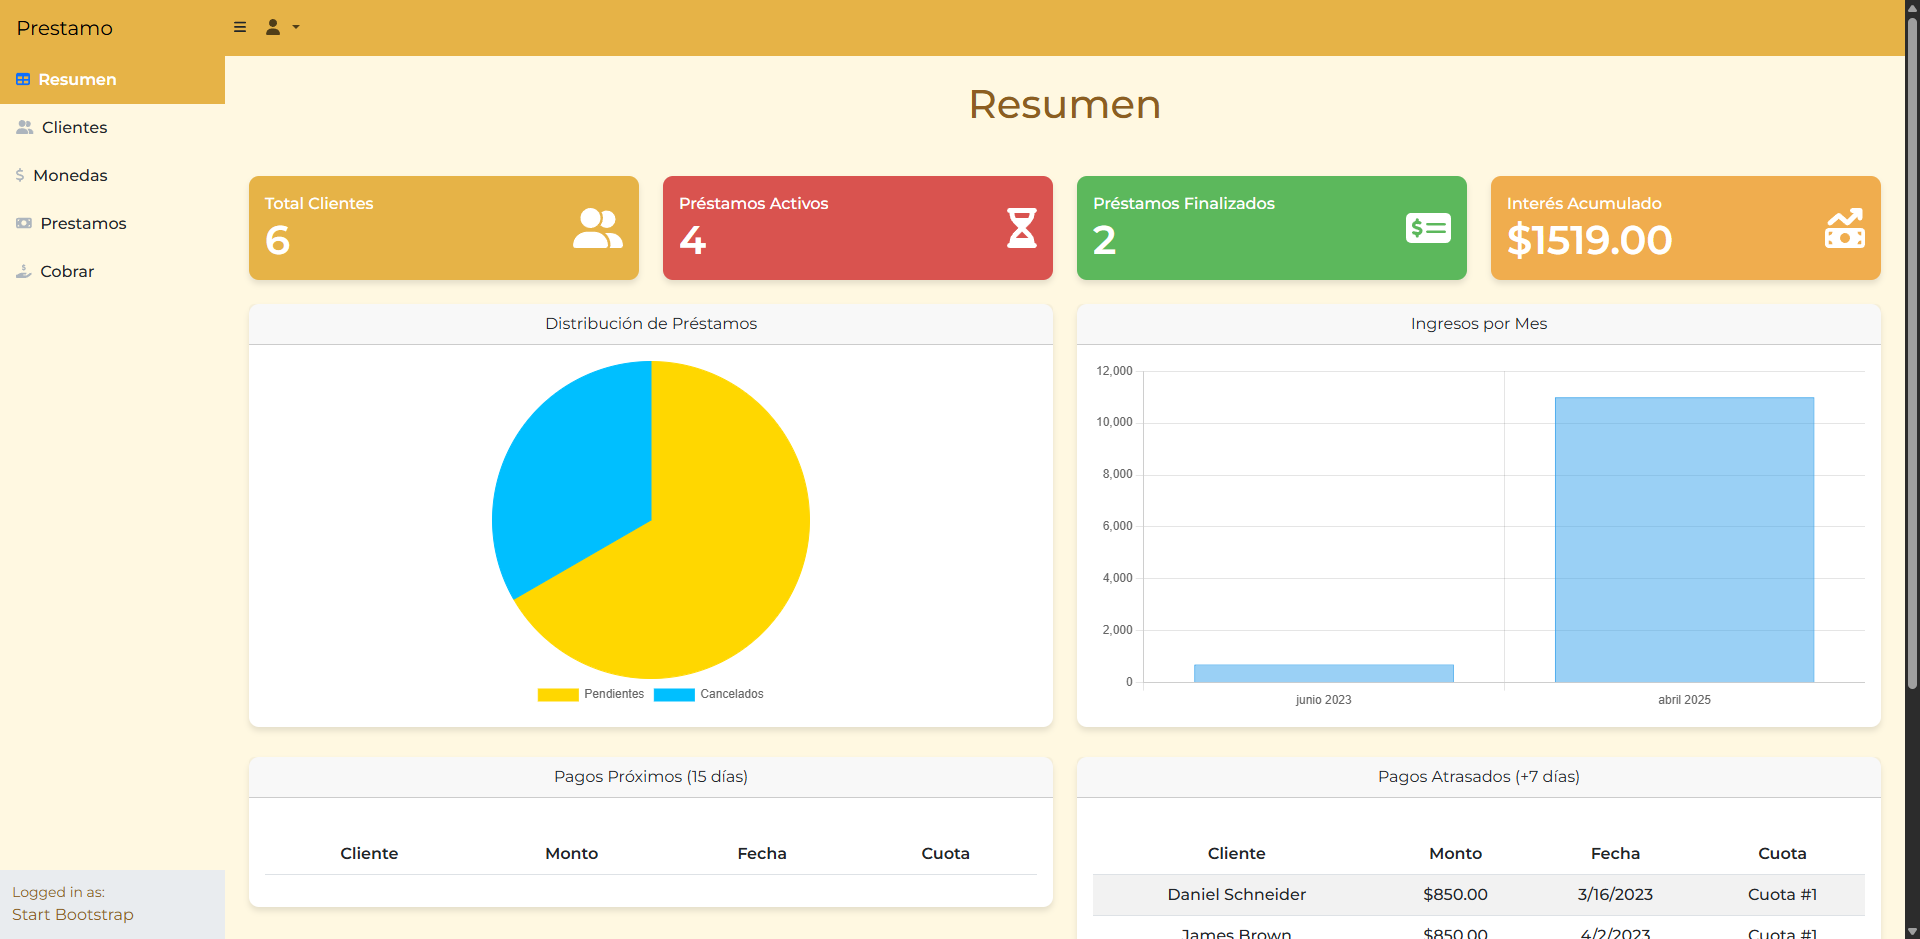 Prestamo
Resumen
Clientes
Monedas
Prestamos
Cobrar
Logged in as:
Start Bootstrap
Resumen
Total Clientes
6
Préstamos Activos
4
Préstamos Finalizados
2
Interés Acumulado
$1519.00
Distribución de Préstamos
Pendientes Cancelados
Ingresos por Mes
12,000
10,000
8,000
6,000
4,000
2,000
0
junio 2023 abril 2025
Pagos Próximos (15 días)
Cliente Monto Fecha Cuota
Pagos Atrasados (+7 días)
Cliente Monto Fecha Cuota
Daniel Schneider $850.00 3/16/2023 Cuota #1
James Brown $850.00 4/2/2023 Cuota #1